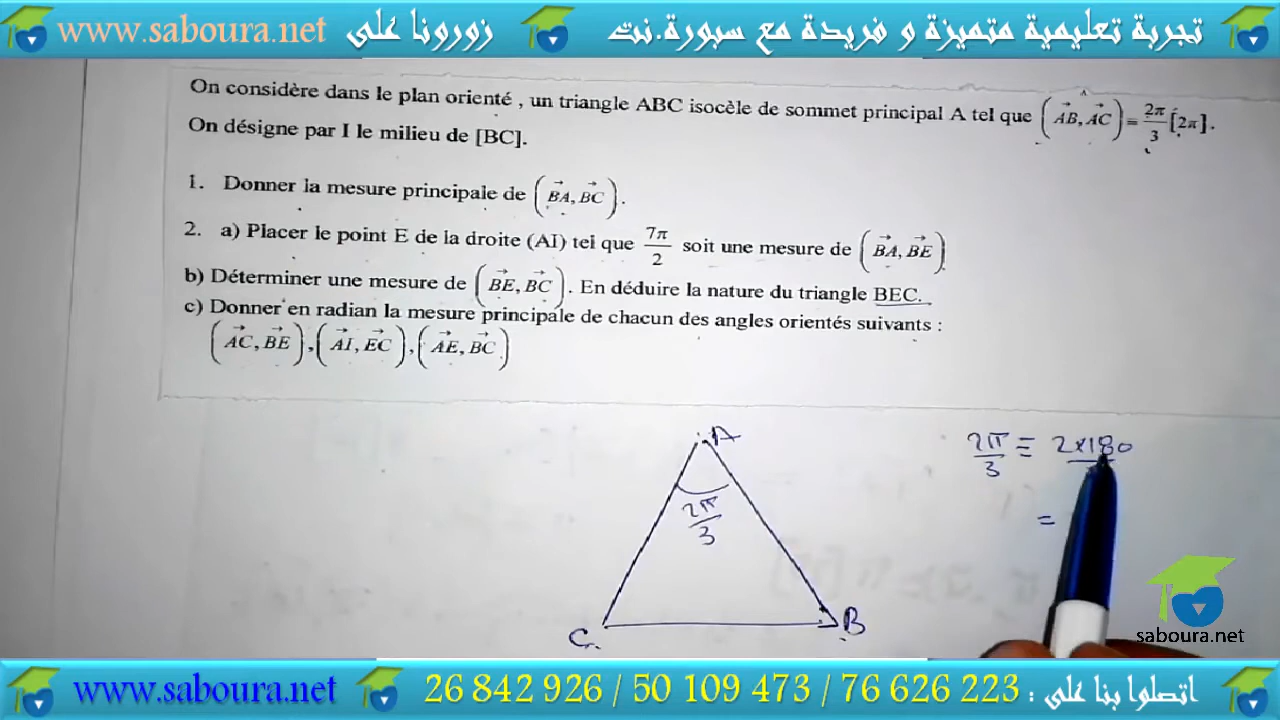 www.saboura.net زورونا على تجربة تعليمية متميزة و فريدة مع سبورة.نت
On considère dans le plan orienté , un triangle ABC isocèle de sommet principal A tel que (AB, AC) = 2π/3 [2π].
On désigne par I le milieu de [BC].
1. Donner la mesure principale de (BA, BC).
2. a) Placer le point E de la droite (AI) tel que 7π/2 soit une mesure de (BA, BE)
b) Déterminer une mesure de (BE, BC). En déduire la nature du triangle BEC.
c) Donner en radian la mesure principale de chacun des angles orientés suivants :
(AC, BE), (AI, EC), (AE, BC)
A
2π/3
C
B
2π/3 ≡ 2×180
=
saboura.net
www.saboura.net 26 842 926 / 50 109 473 / 76 626 223 : اتصلوا بنا على